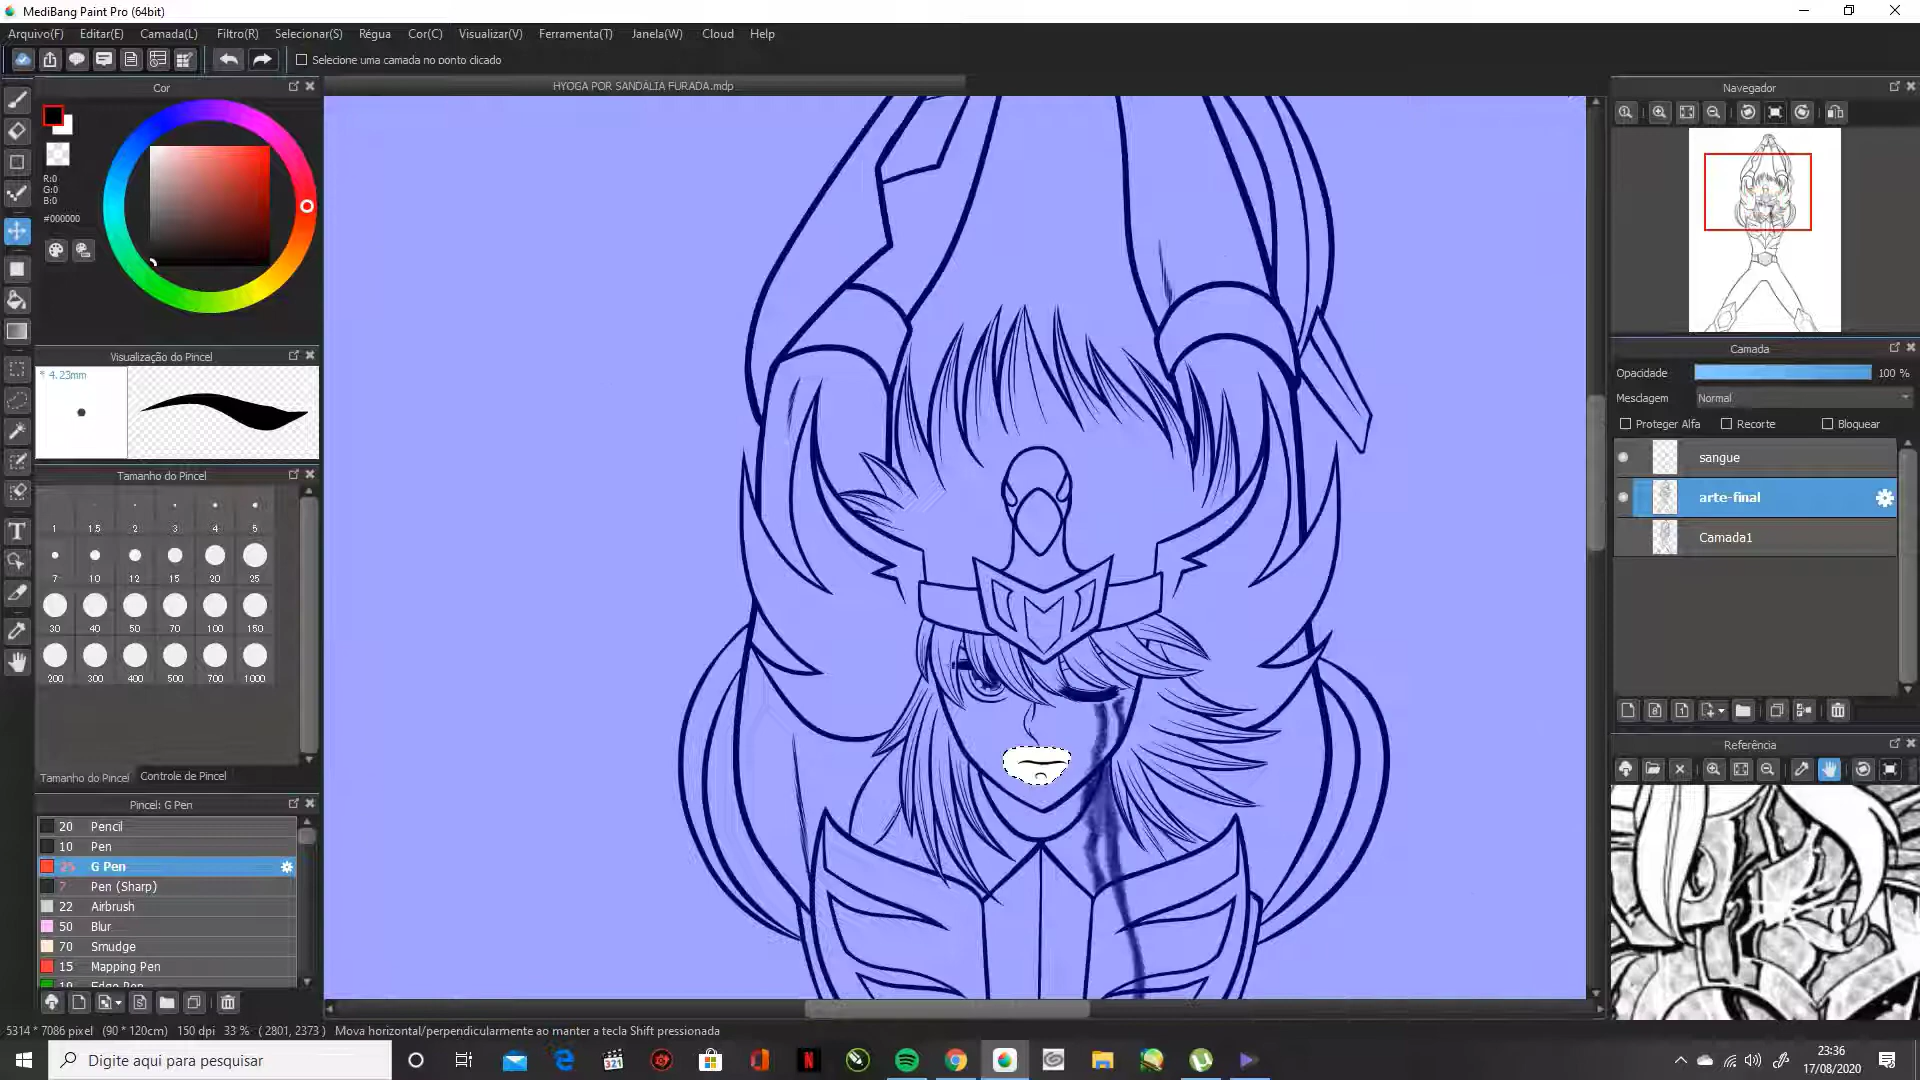 MediBang Paint Pro (64bit)
Arquivo(F) Editar(E) Camada(L) Filtro(R) Selecionar(S) Régua Cor(C) Visualizar(V) Ferramenta(T) Janela(W) Cloud Help
Selecione uma camada no ponto clicado
Cor
HYOGA POR SANDALIA FURADA.mdp
Navegador
R:0
G:0
B:0
#000000
Visualização do Pincel
* 4.23mm
Tamanho do Pincel
1 1.5 2 3 4 5
7 10 12 15 20 25
30 40 50 70 100 150
200 300 400 500 700 1000
Tamanho do Pincel Controle de Pincel
Pincel: G Pen
20 Pencil
10 Pen
25 G Pen
7 Pen (Sharp)
22 Airbrush
50 Blur
70 Smudge
15 Mapping Pen
10 Edge Pen
Camada
Opacidade 100 %
Mesclagem Normal
Proteger Alfa Recorte Bloquear
sangue
arte-final
Camada1
Referência
5314 * 7086 pixel (90 * 120cm) 150 dpi 33 % ( 2801, 2373 ) Mova horizontal/perpendicularmente ao manter a tecla Shift pressionada
Digite aqui para pesquisar
321
23:36
17/08/2020